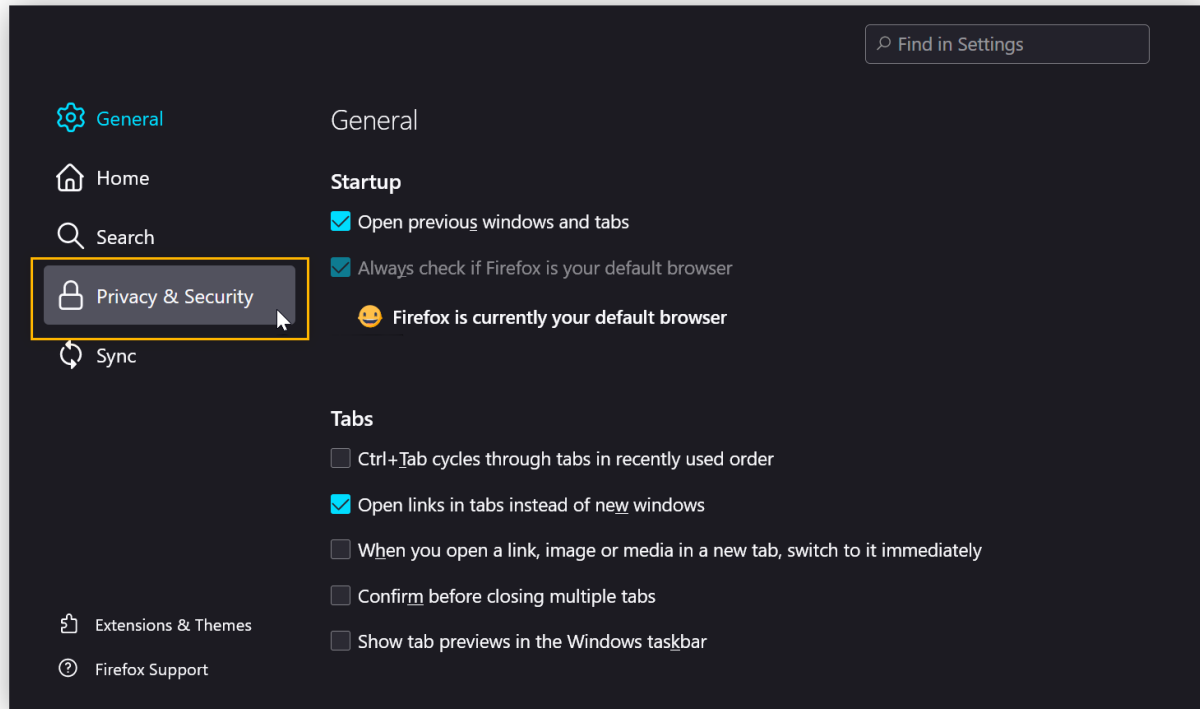 Find in Settings
General
Home
Search
Privacy & Security
Sync
Extensions & Themes
Firefox Support
General
Startup
Open previous windows and tabs
Always check if Firefox is your default browser
Firefox is currently your default browser
Tabs
Ctrl+Tab cycles through tabs in recently used order
Open links in tabs instead of new windows
When you open a link, image or media in a new tab, switch to it immediately
Confirm before closing multiple tabs
Show tab previews in the Windows taskbar